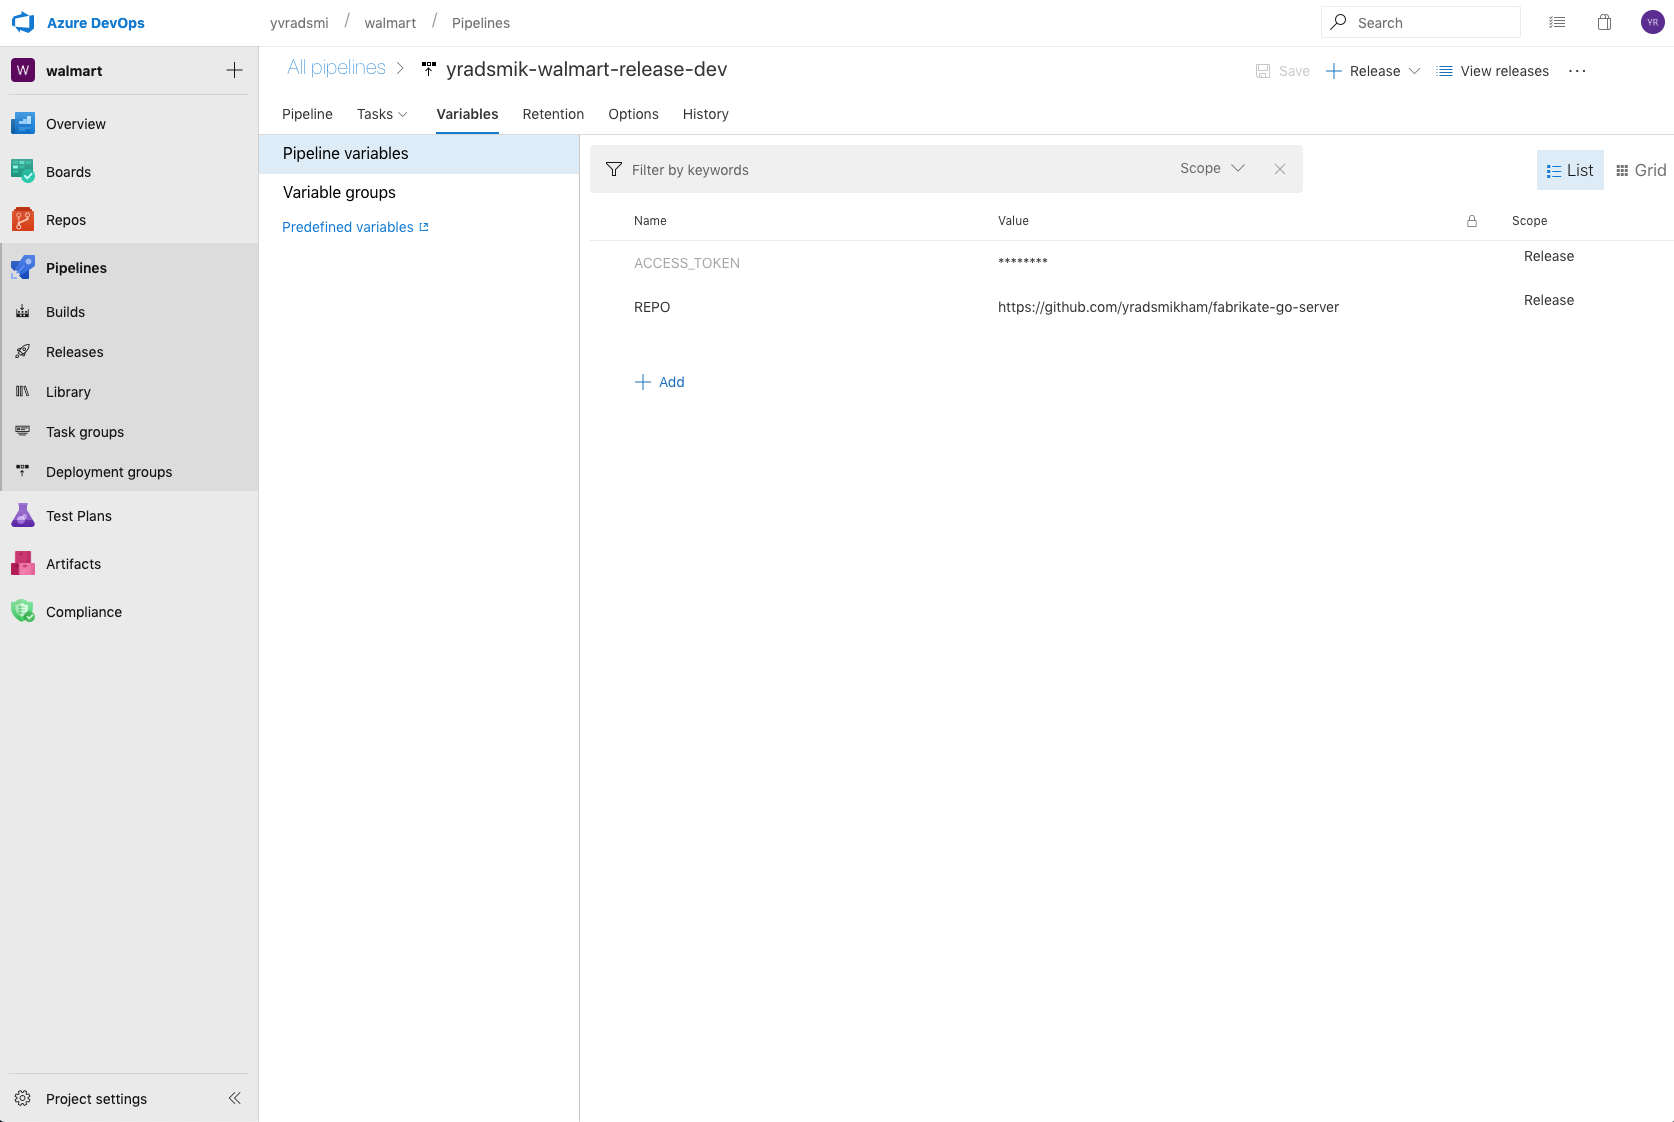 Azure DevOps
yvradsmi / walmart / Pipelines
Search
YR
W walmart
Overview
Boards
Repos
Pipelines
Builds
Releases
Library
Task groups
Deployment groups
Test Plans
Artifacts
Compliance
Project settings
All pipelines > yradsmik-walmart-release-dev
Save
Release
View releases
Pipeline
Tasks
Variables
Retention
Options
History
Pipeline variables
Variable groups
Predefined variables
Filter by keywords
Scope
List
Grid
Name Value Scope
ACCESS_TOKEN ******** Release
REPO https://github.com/yradsmikham/fabrikate-go-server Release
Add